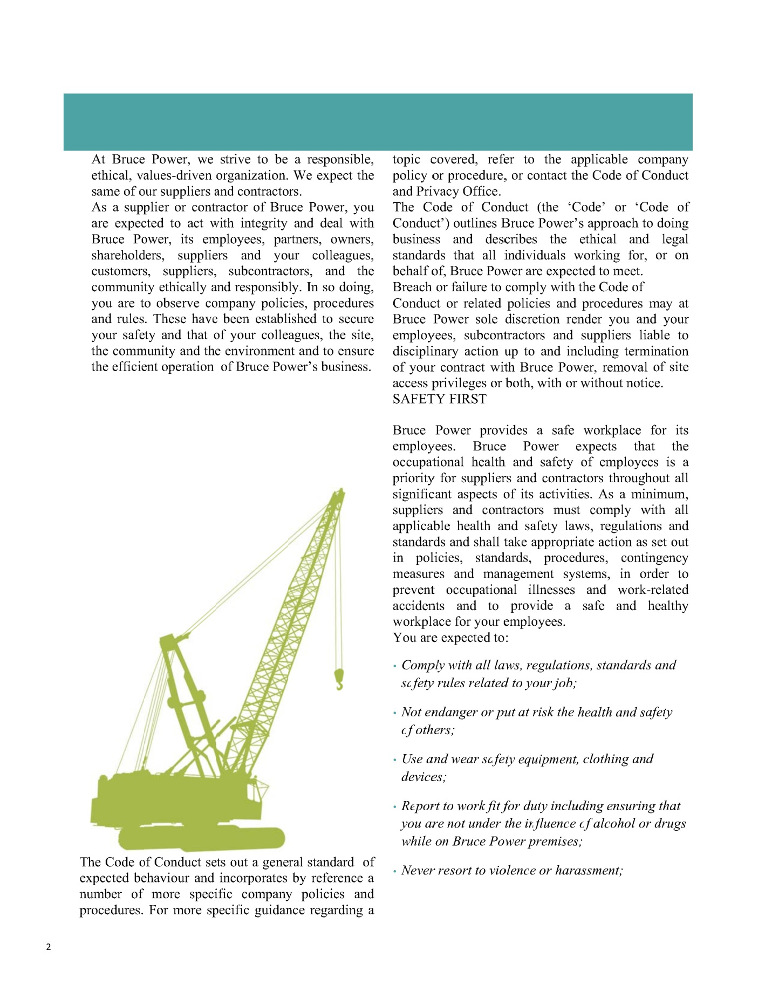 At Bruce Power, we strive to be a responsible,
ethical, values-driven organization. We expect the
same of our suppliers and contractors.
As a supplier or contractor of Bruce Power, you
are expected to act with integrity and deal with
Bruce Power, its employees, partners, owners,
shareholders, suppliers and your colleagues,
customers, suppliers, subcontractors, and the
community ethically and responsibly. In so doing,
you are to observe company policies, procedures
and rules. These have been established to secure
your safety and that of your colleagues, the site,
the community and the environment and to ensure
the efficient operation of Bruce Power’s business.
The Code of Conduct sets out a general standard of
expected behaviour and incorporates by reference a
number of more specific company policies and
procedures. For more specific guidance regarding a
topic covered, refer to the applicable company
policy or procedure, or contact the Code of Conduct
and Privacy Office.
The Code of Conduct (the ‘Code’ or ‘Code of
Conduct’) outlines Bruce Power’s approach to doing
business and describes the ethical and legal
standards that all individuals working for, or on
behalf of, Bruce Power are expected to meet.
Breach or failure to comply with the Code of
Conduct or related policies and procedures may at
Bruce Power sole discretion render you and your
employees, subcontractors and suppliers liable to
disciplinary action up to and including termination
of your contract with Bruce Power, removal of site
access privileges or both, with or without notice.
SAFETY FIRST
Bruce Power provides a safe workplace for its
employees. Bruce Power expects that the
occupational health and safety of employees is a
priority for suppliers and contractors throughout all
significant aspects of its activities. As a minimum,
suppliers and contractors must comply with all
applicable health and safety laws, regulations and
standards and shall take appropriate action as set out
in policies, standards, procedures, contingency
measures and management systems, in order to
prevent occupational illnesses and work-related
accidents and to provide a safe and healthy
workplace for your employees.
You are expected to:
• Comply with all laws, regulations, standards and
safety rules related to your job;
• Not endanger or put at risk the health and safety
of others;
• Use and wear safety equipment, clothing and
devices;
• Report to work fit for duty including ensuring that
you are not under the influence of alcohol or drugs
while on Bruce Power premises;
• Never resort to violence or harassment;
2